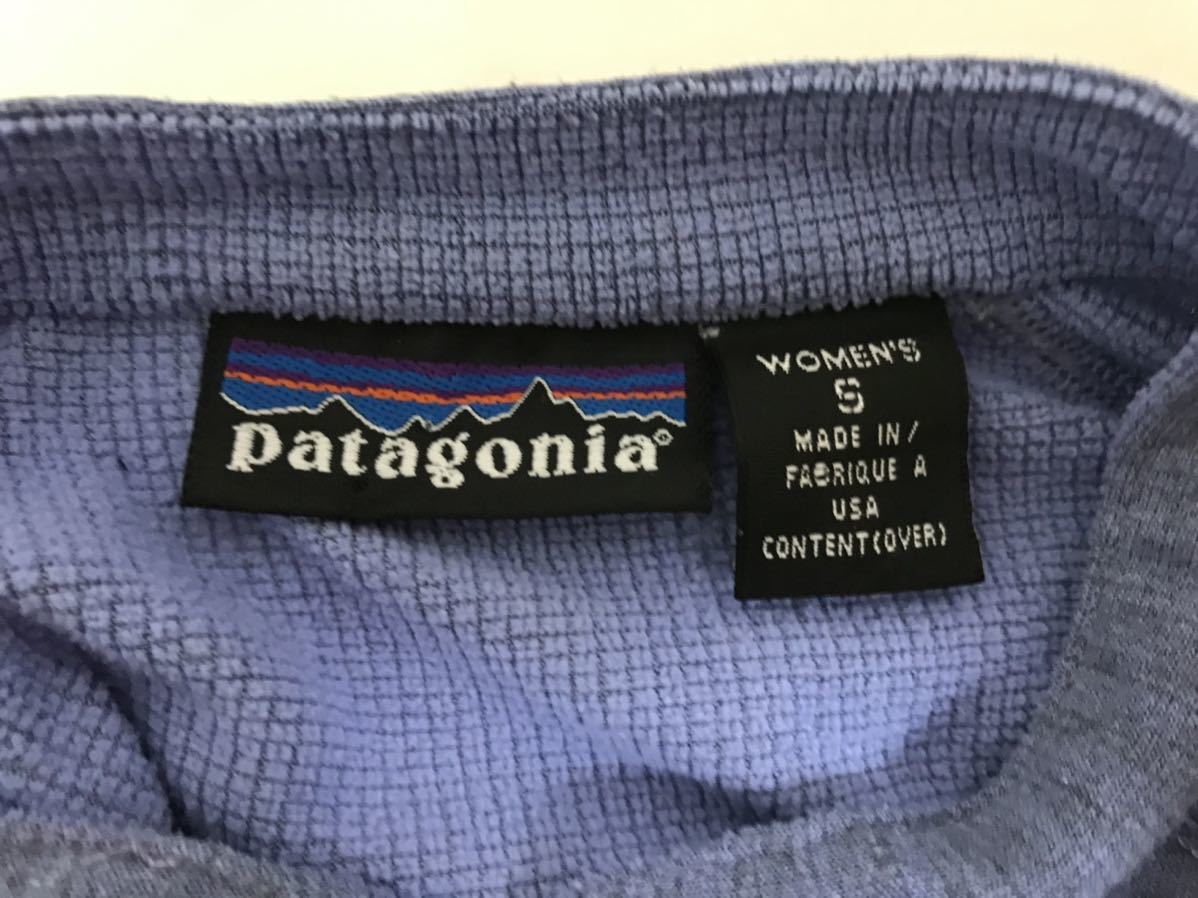 patagonia®
WOMEN'S
S
MADE IN/
FABRIQUE A
USA
CONTENT(OVER)